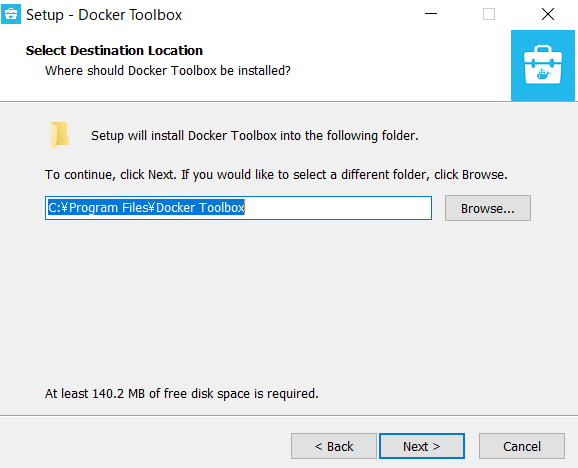 Setup - Docker Toolbox
Select Destination Location
Where should Docker Toolbox be installed?
Setup will install Docker Toolbox into the following folder.
To continue, click Next. If you would like to select a different folder, click Browse.
C:¥Program Files¥Docker Toolbox
Browse...
At least 140.2 MB of free disk space is required.
< Back
Next >
Cancel